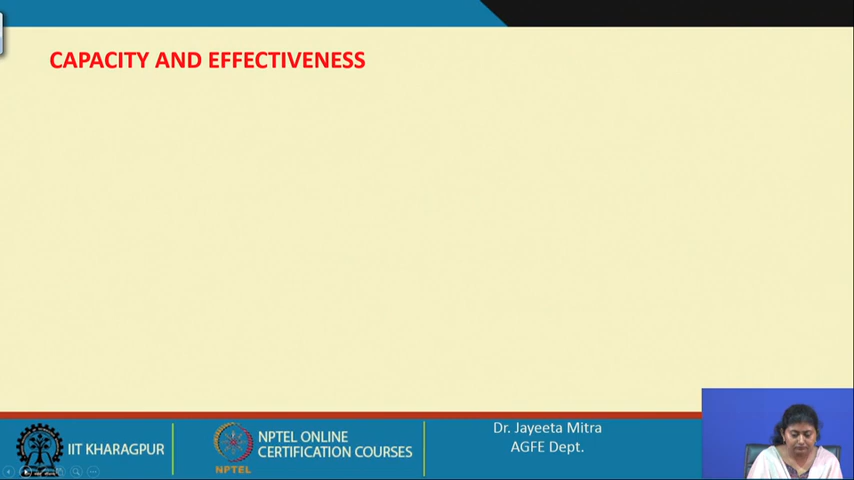 CAPACITY AND EFFECTIVENESS
IIT KHARAGPUR
NPTEL
NPTEL ONLINE
CERTIFICATION COURSES
Dr. Jayeeta Mitra
AGFE Dept.